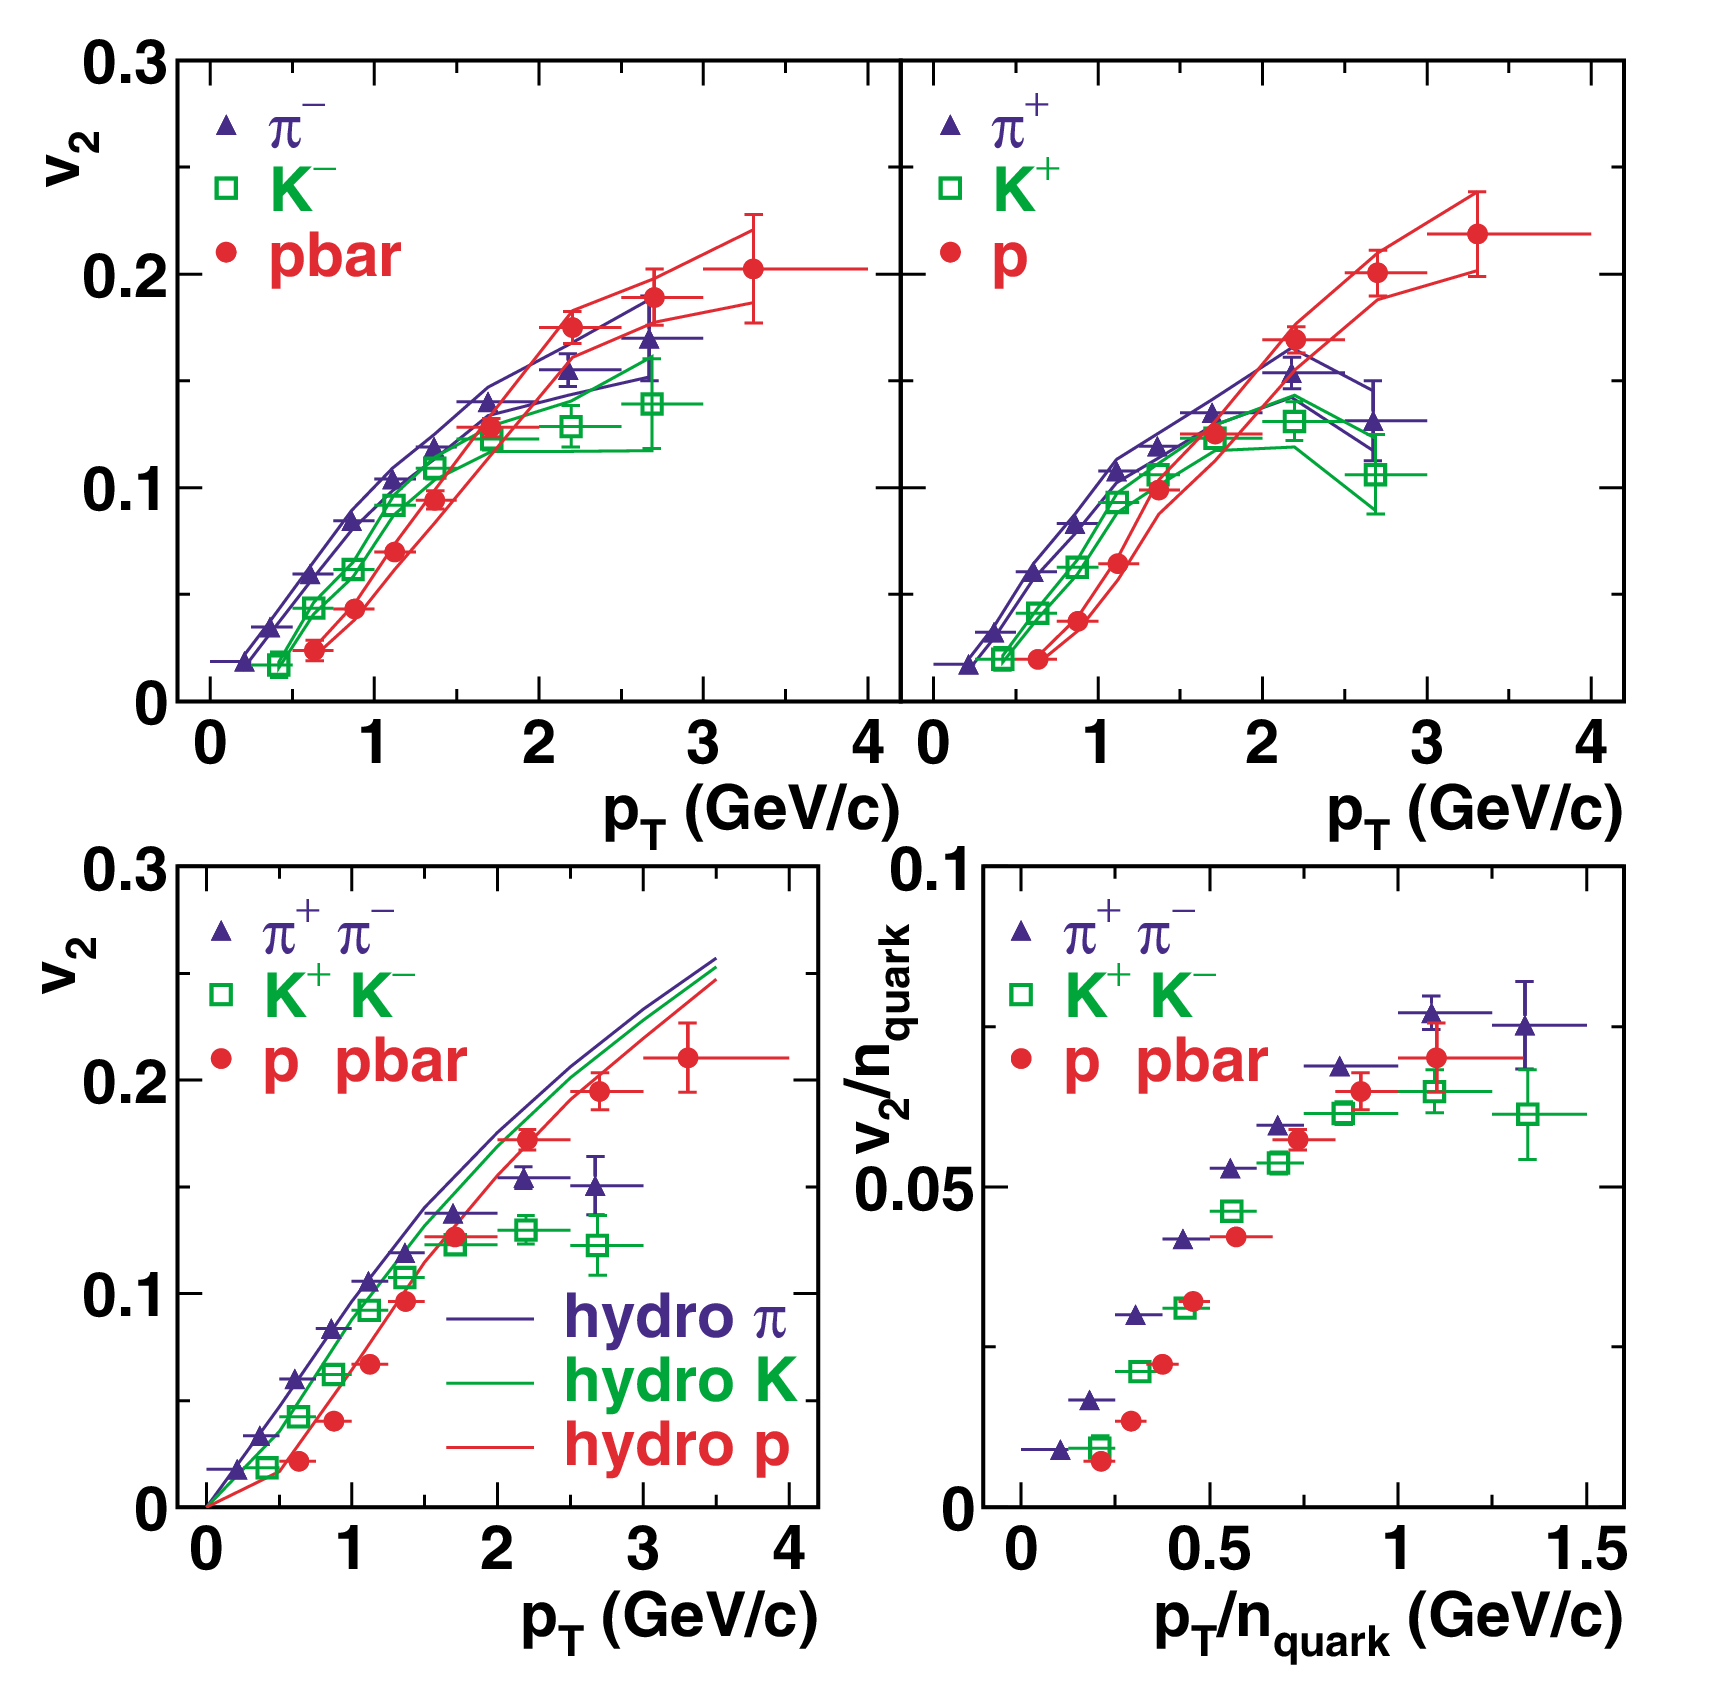 0.3
0.2
0.1
0
v2
π−
K−
pbar
0 1 2 3 4
pT (GeV/c)
π+
K+
p
0 1 2 3 4
pT (GeV/c)
0.3
0.2
0.1
0
v2
π+ π−
K+ K−
p pbar
hydro π
hydro K
hydro p
0 1 2 3 4
pT (GeV/c)
0.1
0.05
0
v2/nquark
π+ π−
K+ K−
p pbar
0 0.5 1 1.5
pT/nquark (GeV/c)